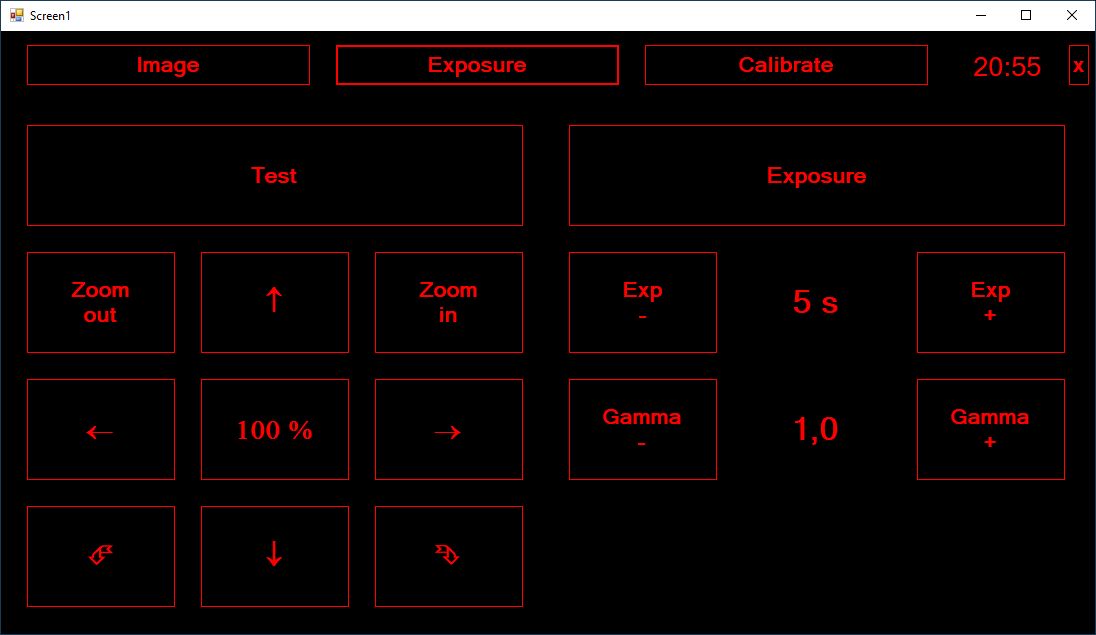 Screen1
Image
Exposure
Calibrate
20:55
x
Test
Exposure
Zoom
out
↑
Zoom
in
Exp
-
5 s
Exp
+
←
100 %
→
Gamma
-
1,0
Gamma
+
↓